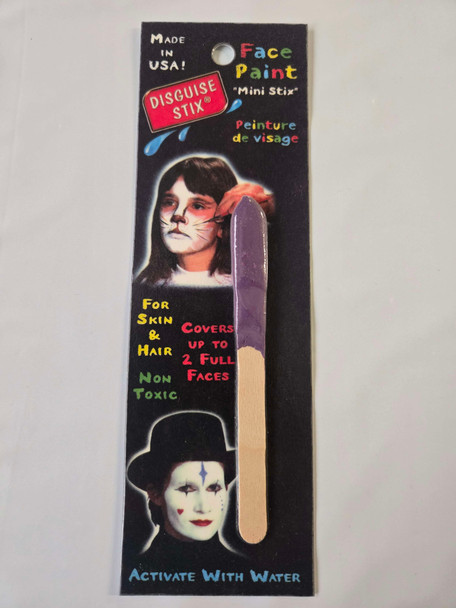 MADE
IN
USA!
Face
Paint
"Mini Stix"
DISGUISE
STIX®
Peinture
de visage
FOR
SKIN
&
HAIR
COVERS
UP TO
2 FULL
FACES
NON
TOXIC
ACTIVATE WITH WATER